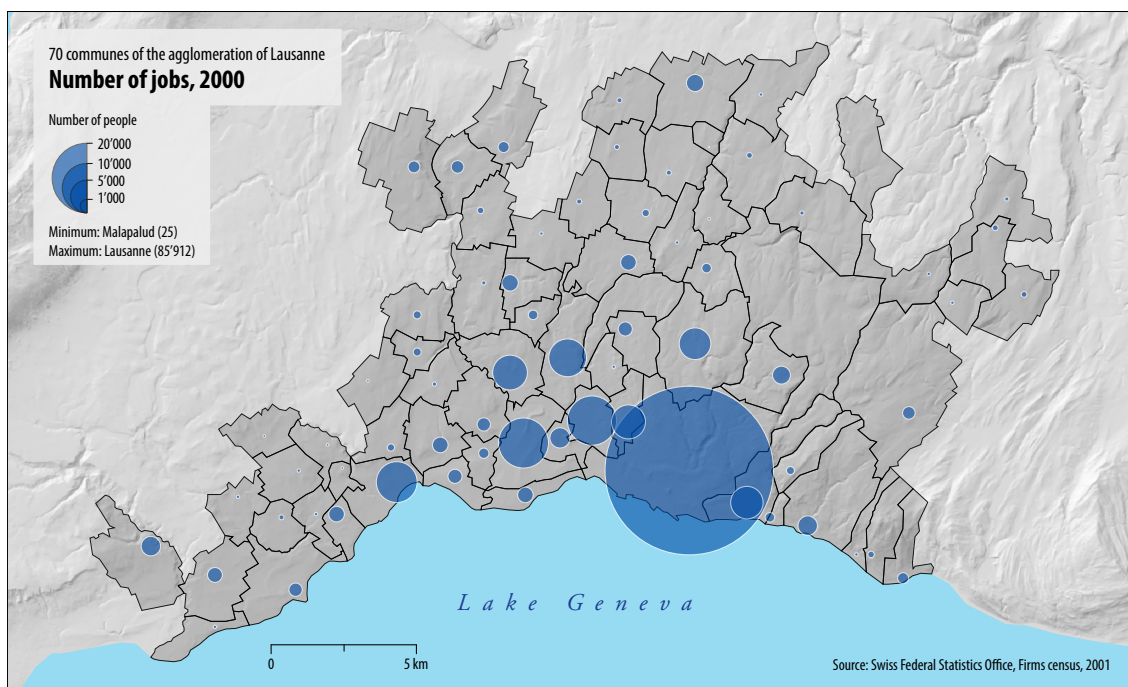 70 communes of the agglomeration of Lausanne
Number of jobs, 2000
Number of people
20’000
10’000
5’000
1’000
Minimum: Malapalud (25)
Maximum: Lausanne (85’912)
Lake Geneva
0 5 km
Source: Swiss Federal Statistics Office, Firms census, 2001